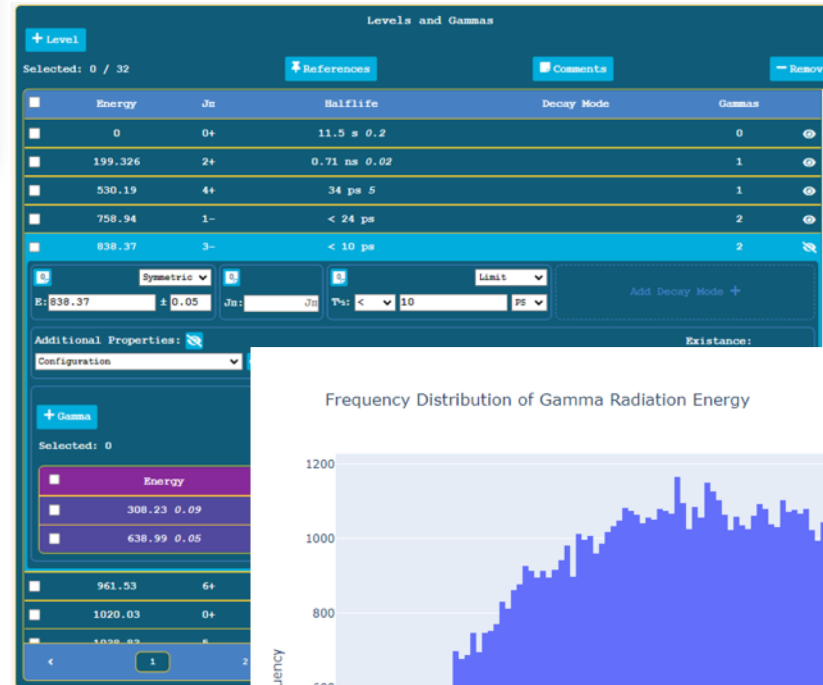 Levels and Gammas
+ Level
Selected: 0 / 32 References Comments Remov
Energy Jπ Halflife Decay Mode Gammas
0 0+ 11.5 s 0.2 0
199.326 2+ 0.71 ns 0.02 1
530.19 4+ 34 ps 5 1
758.94 1- < 24 ps 2
838.37 3- < 10 ps 2
Symmetric Limit
E: 838.37 ± 0.05 Jπ: Jπ T½: < 10 PS Add Decay Mode +
Additional Properties: Existance:
Configuration
+ Gamma
Selected: 0
Energy
308.23 0.09
638.99 0.05
961.53 6+
1020.03 0+
1 2
Frequency Distribution of Gamma Radiation Energy
1200
1000
800